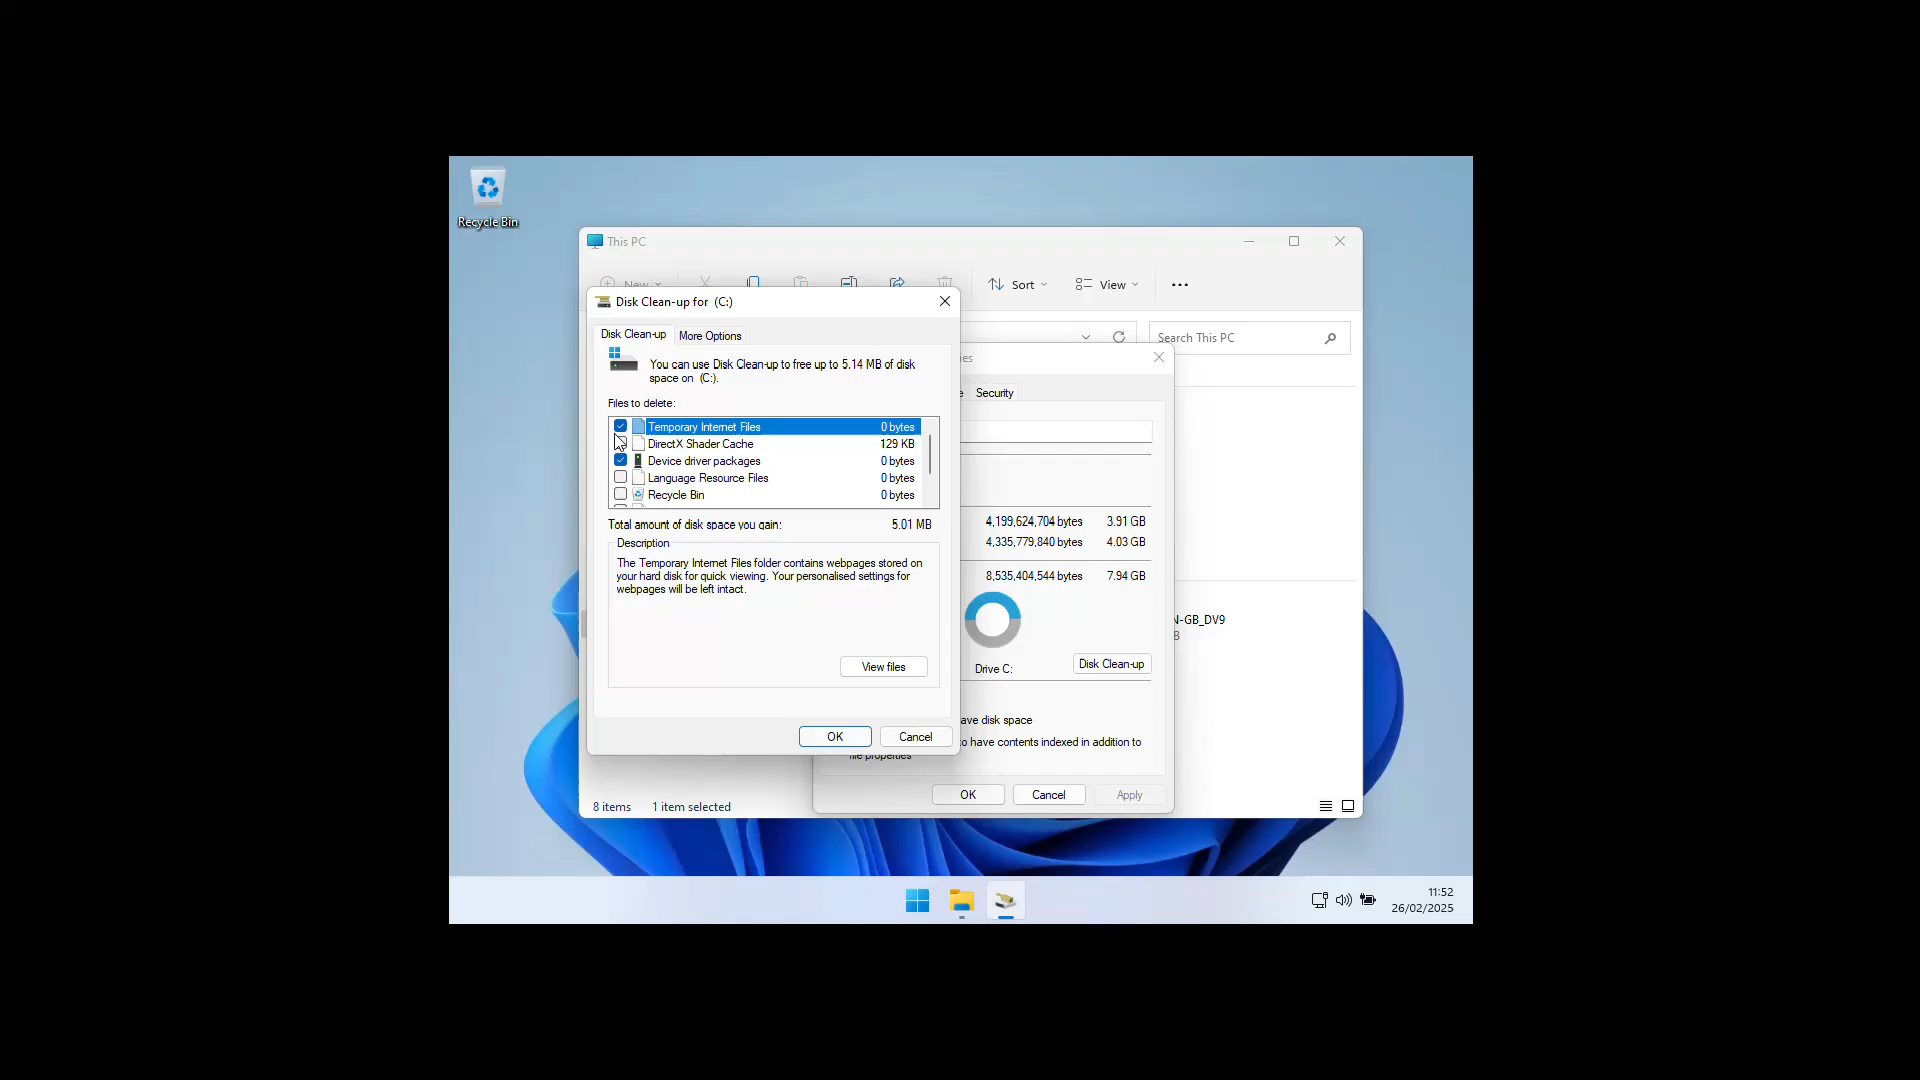 Recycle Bin
This PC
New
Sort
View
Search This PC
Disk Clean-up for (C:)
Disk Clean-up
More Options
You can use Disk Clean-up to free up to 5.14 MB of disk
space on (C:).
Files to delete:
Temporary Internet Files 0 bytes
DirectX Shader Cache 129 KB
Device driver packages 0 bytes
Language Resource Files 0 bytes
Recycle Bin 0 bytes
Total amount of disk space you gain: 5.01 MB
Description
The Temporary Internet Files folder contains webpages stored on
your hard disk for quick viewing. Your personalised settings for
webpages will be left intact.
View files
OK
Cancel
ies
e
Security
4,199,624,704 bytes 3.91 GB
4,335,779,840 bytes 4.03 GB
8,535,404,544 bytes 7.94 GB
Drive C:
Disk Clean-up
ave disk space
o have contents indexed in addition to
file properties
OK
Cancel
Apply
N-GB_DV9
B
8 items
1 item selected
11:52
26/02/2025